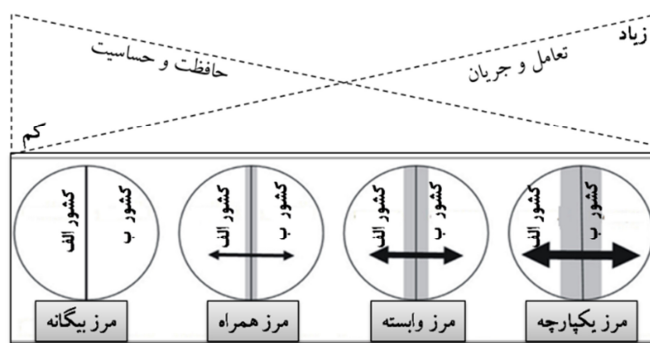 زیاد
تعامل و جریان
حافظت و حساسیت
کم
کشور ب
کشور الف
کشور ب
کشور الف
کشور ب
کشور الف
کشور ب
کشور الف
مرز یکپارچه
مرز وابسته
مرز همراه
مرز بیگانه